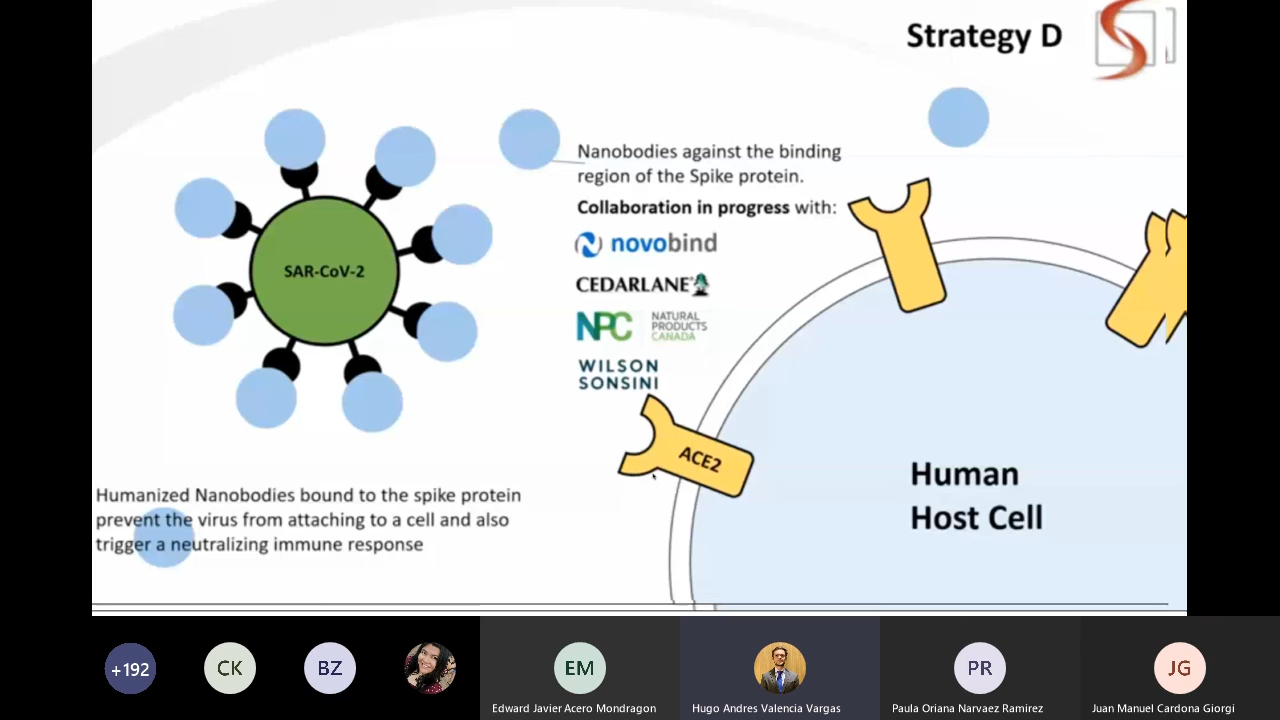 Strategy D
SAR-CoV-2
Nanobodies against the binding
region of the Spike protein.
Collaboration in progress with:
novobind
CEDARLANE
NPC NATURAL
PRODUCTS
CANADA
WILSON
SONSINI
ACE2
Human
Host Cell
Humanized Nanobodies bound to the spike protein
prevent the virus from attaching to a cell and also
trigger a neutralizing immune response
+192
CK
BZ
EM
PR
JG
Edward Javier Acero Mondragon
Hugo Andres Valencia Vargas
Paula Oriana Narvaez Ramirez
Juan Manuel Cardona Giorgi